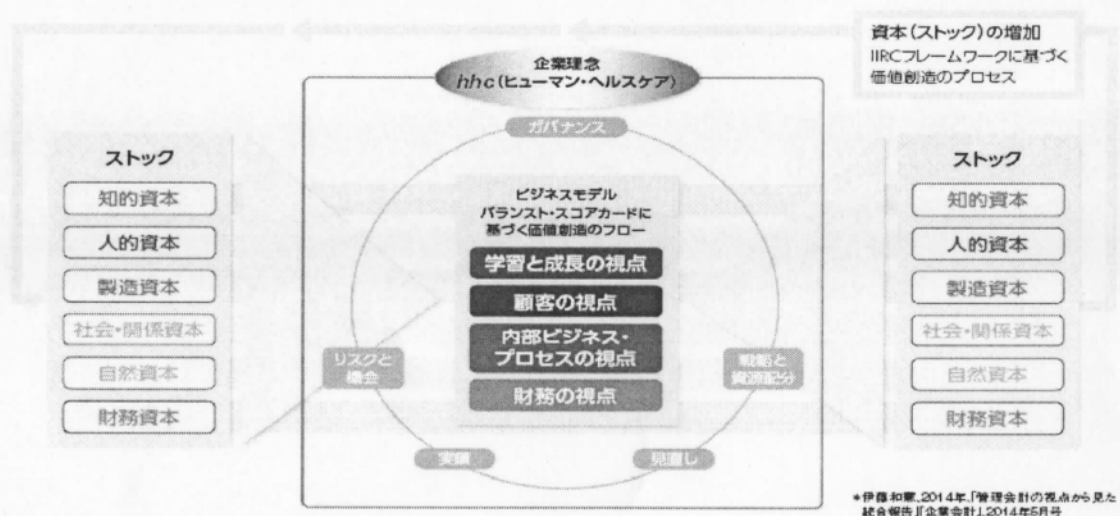 資本(ストック)の増加
IIRCフレームワークに基づく
価値創造のプロセス
企業理念
hhc(ヒューマン・ヘルスケア)
ガバナンス
ストック
知的資本
人的資本
製造資本
社会・関係資本
自然資本
財務資本
ビジネスモデル
バランスト・スコアカードに
基づく価値創造のフロー
学習と成長の視点
顧客の視点
内部ビジネス・
プロセスの視点
財務の視点
リスクと
機会
戦略と
資源配分
実績
見直し
ストック
知的資本
人的資本
製造資本
社会・関係資本
自然資本
財務資本
*伊藤和憲、2014年、「管理会計の視点から見た
統合報告」『企業会計』、2014年5月号